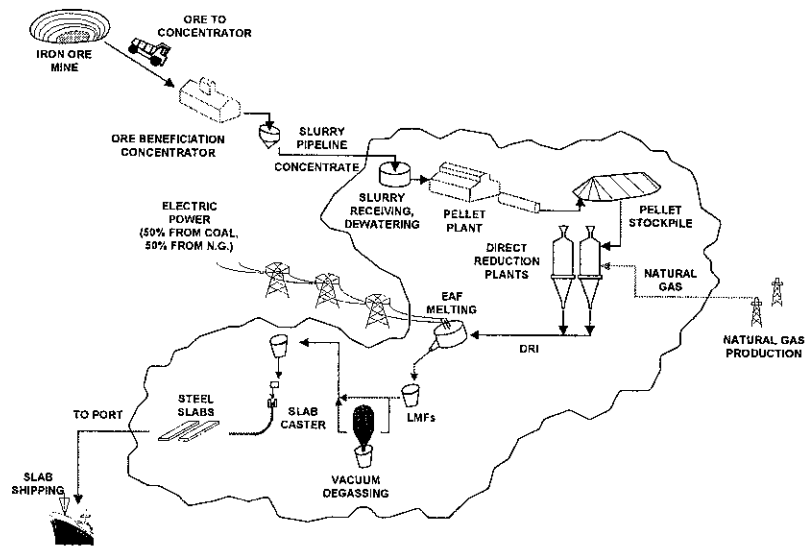 ORE TO
CONCENTRATOR
IRON ORE
MINE
ORE BENEFICIATION
CONCENTRATOR
SLURRY
PIPELINE
CONCENTRATE
SLURRY
RECEIVING,
DEWATERING
PELLET
PLANT
PELLET
STOCKPILE
ELECTRIC
POWER
(50% FROM COAL,
50% FROM N.G.)
DIRECT
REDUCTION
PLANTS
NATURAL
GAS
NATURAL GAS
PRODUCTION
EAF
MELTING
DRI
LMFs
VACUUM
DEGASSING
SLAB
CASTER
STEEL
SLABS
TO PORT
SLAB
SHIPPING